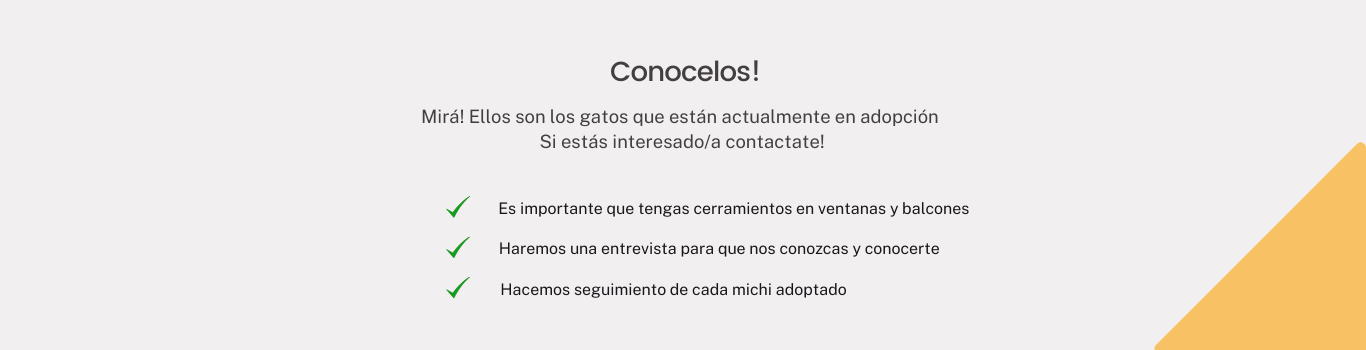 Conocelos!
Mirá! Ellos son los gatos que están actualmente en adopción
Si estás interesado/a contactate!
Es importante que tengas cerramientos en ventanas y balcones
Haremos una entrevista para que nos conozcas y conocerte
Hacemos seguimiento de cada michi adoptado